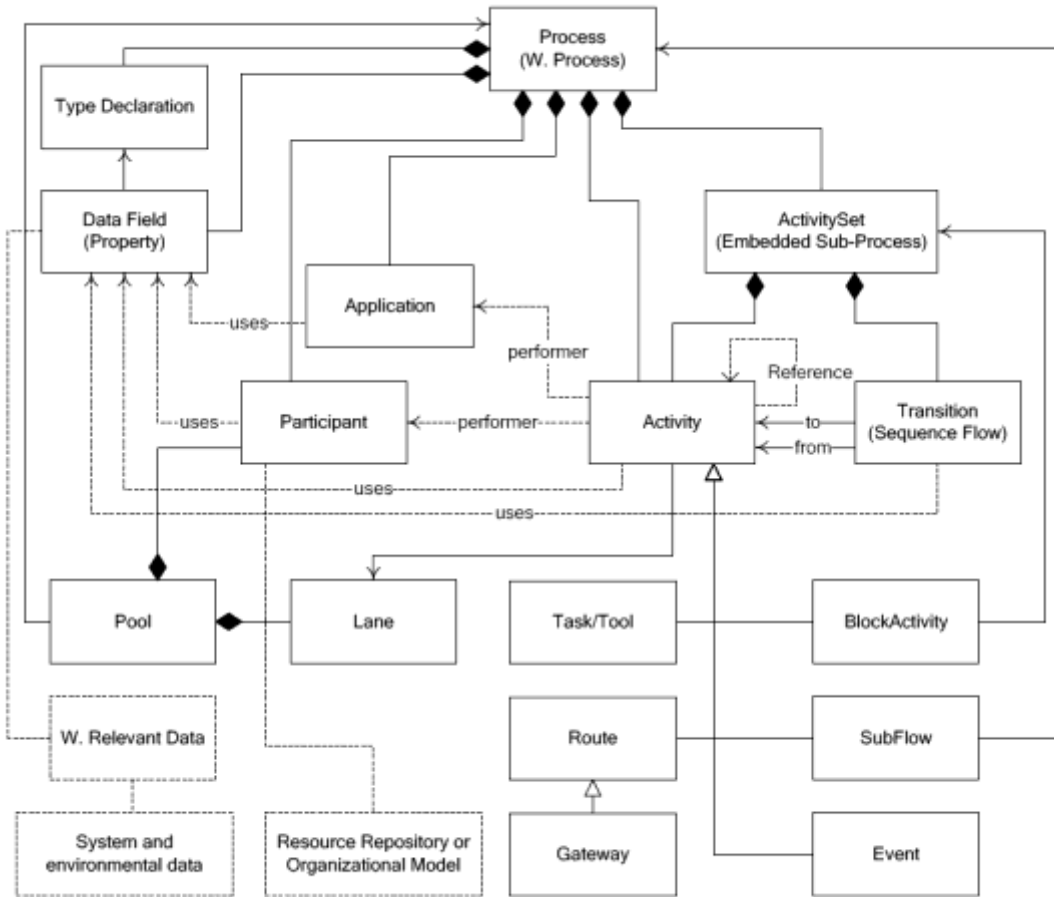 Process
(W. Process)
Type Declaration
Data Field
(Property)
ActivitySet
(Embedded Sub-Process)
Application
uses
performer
Reference
Participant
uses
performer
Activity
to
from
Transition
(Sequence Flow)
uses
uses
Pool
Lane
Task/Tool
BlockActivity
W. Relevant Data
Route
SubFlow
System and
environmental data
Resource Repository or
Organizational Model
Gateway
Event